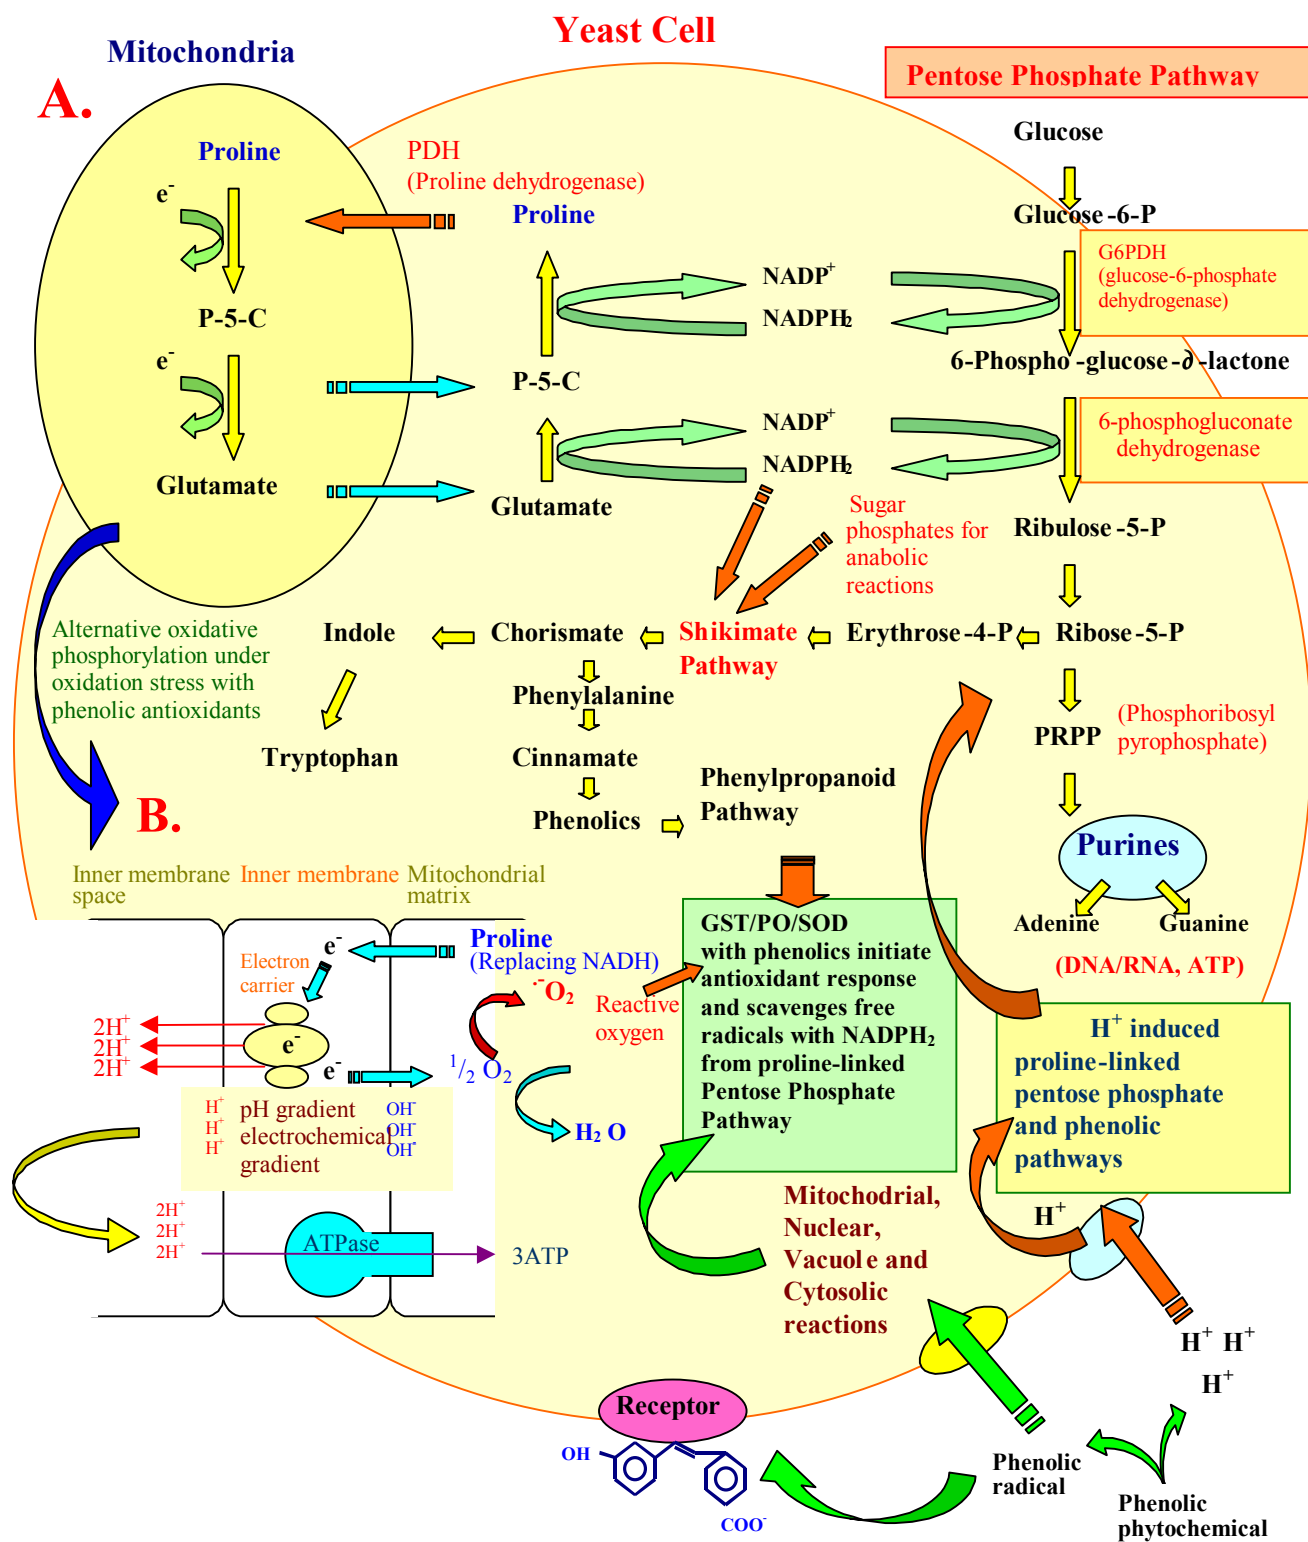 Yeast Cell
Mitochondria
Pentose Phosphate Pathway
A.
Glucose
Proline
PDH
(Proline dehydrogenase)
e-
Proline
Glucose-6-P
G6PDH
(glucose-6-phosphate
dehydrogenase)
NADP+
NADPH2
P-5-C
6-Phospho-glucose-∂-lactone
e-
P-5-C
NADP+
NADPH2
6-phosphogluconate
dehydrogenase
Glutamate
Glutamate
Sugar
phosphates for
anabolic
reactions
Ribulose-5-P
Alternative oxidative
phosphorylation under
oxidation stress with
phenolic antioxidants
Indole
Chorismate
Shikimate
Pathway
Erythrose-4-P
Ribose-5-P
Phenylalanine
PRPP
(Phosphoribosyl
pyrophosphate)
Tryptophan
Cinnamate
Phenylpropanoid
Pathway
Phenolics
B.
Purines
Adenine
Guanine
(DNA/RNA, ATP)
Inner membrane
space
Inner membrane
Mitochondrial
matrix
e-
Proline
(Replacing NADH)
Electron
carrier
·-O2
Reactive
oxygen
2H+
2H+
2H+
e-
e-
1/2 O2
H2 O
GST/PO/SOD
with phenolics initiate
antioxidant response
and scavenges free
radicals with NADPH2
from proline-linked
Pentose Phosphate
Pathway
H+ induced
proline-linked
pentose phosphate
and phenolic
pathways
H+
H+
H+
pH gradient
electrochemical
gradient
OH-
OH-
OH-
2H+
2H+
2H+
ATPase
3ATP
Mitochodrial,
Nuclear,
Vacuole and
Cytosolic
reactions
H+
H+ H+
H+
Receptor
OH
COO-
Phenolic
radical
Phenolic
phytochemical